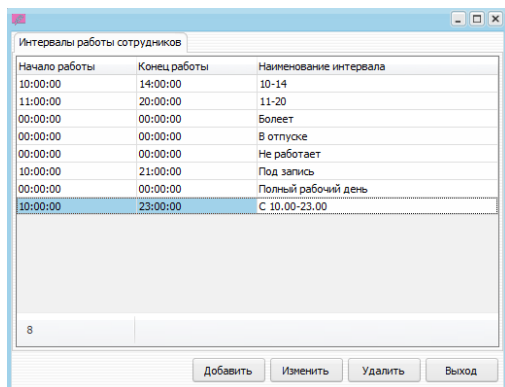 Интервалы работы сотрудников
Начало работы Конец работы Наименование интервала
10:00:00 14:00:00 10-14
11:00:00 20:00:00 11-20
00:00:00 00:00:00 Болеет
00:00:00 00:00:00 В отпуске
00:00:00 00:00:00 Не работает
10:00:00 21:00:00 Под запись
00:00:00 00:00:00 Полный рабочий день
10:00:00 23:00:00 С 10.00-23.00
8
Добавить Изменить Удалить Выход